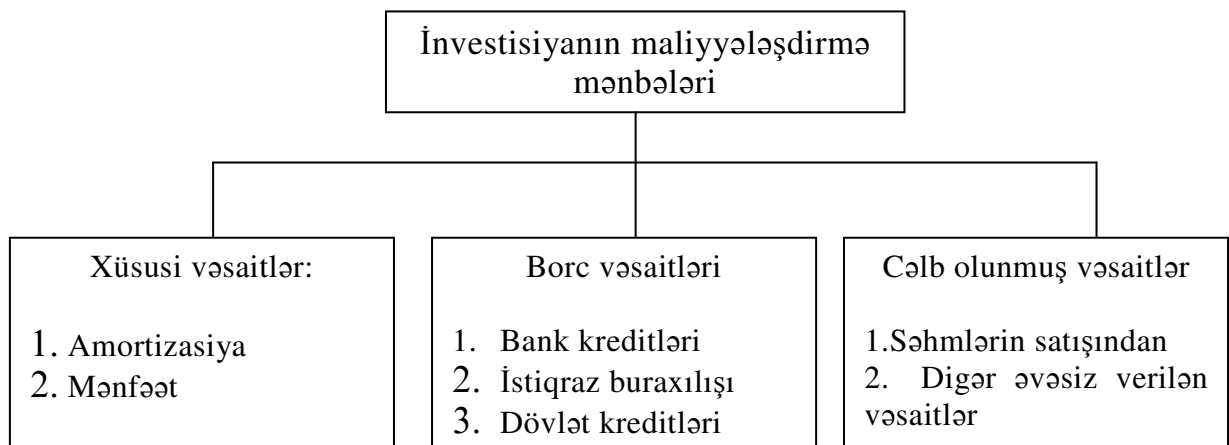 İnvestisiyanın maliyyələşdirmə
mənbələri
Xüsusi vəsaitlər:
1. Amortizasiya
2. Mənfəət
Borc vəsaitləri
1. Bank kreditləri
2. İstiqraz buraxılışı
3. Dövlət kreditləri
Cəlb olunmuş vəsaitlər
1.Səhmlərin satışından
2. Digər əvəsiz verilən
vəsaitlər